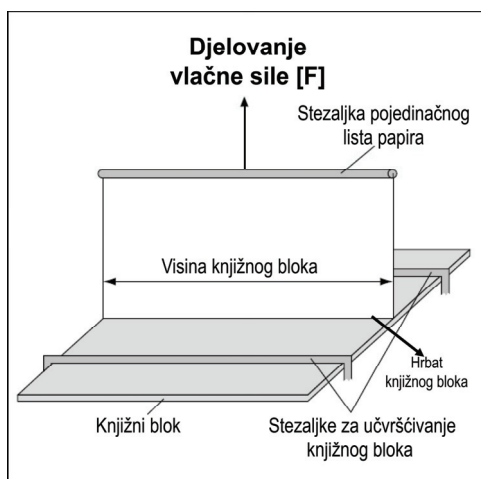 Djelovanje
vlačne sile [F]
Stezaljka pojedinačnog
lista papira
Visina knjižnog bloka
Hrbat
knjižnog bloka
Knjižni blok
Stezaljke za učvršćivanje
knjižnog bloka